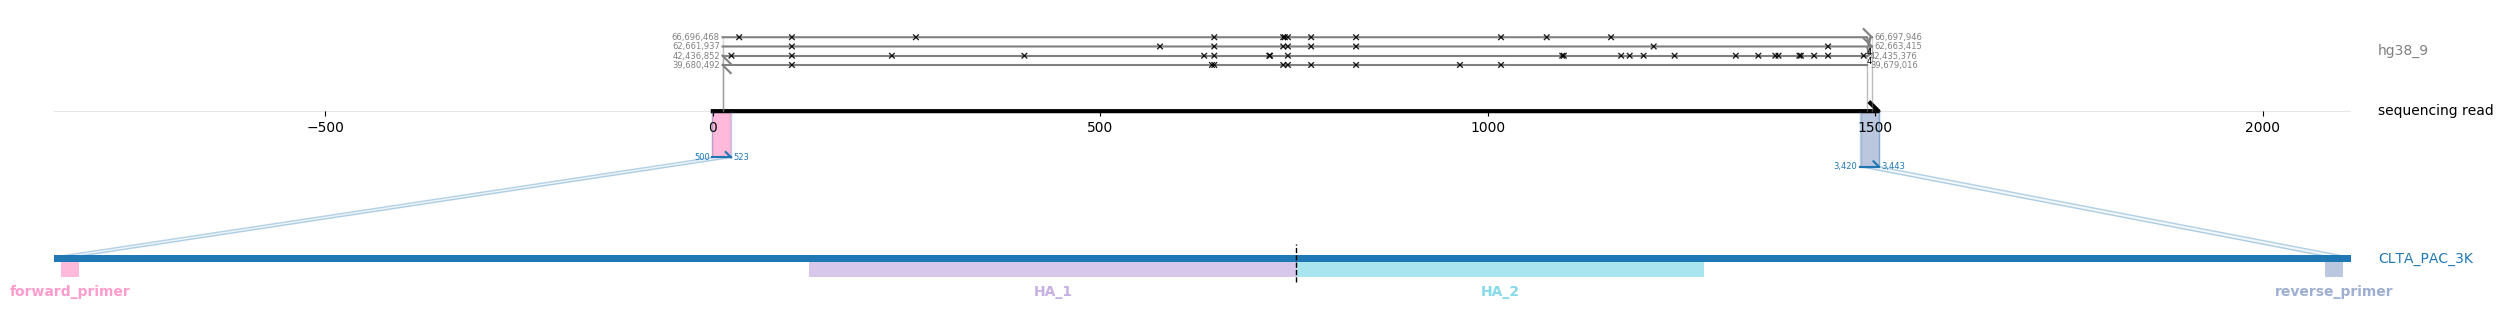 66,696,468 66,697,946
62,661,937 62,663,415
42,436,852 42,435,376
39,680,492 39,679,016
4
4
hg38_9
sequencing read
−500 0 500 1000 1500 2000
500 523 3,420 3,443
CLTA_PAC_3K
forward_primer HA_1 HA_2 reverse_primer